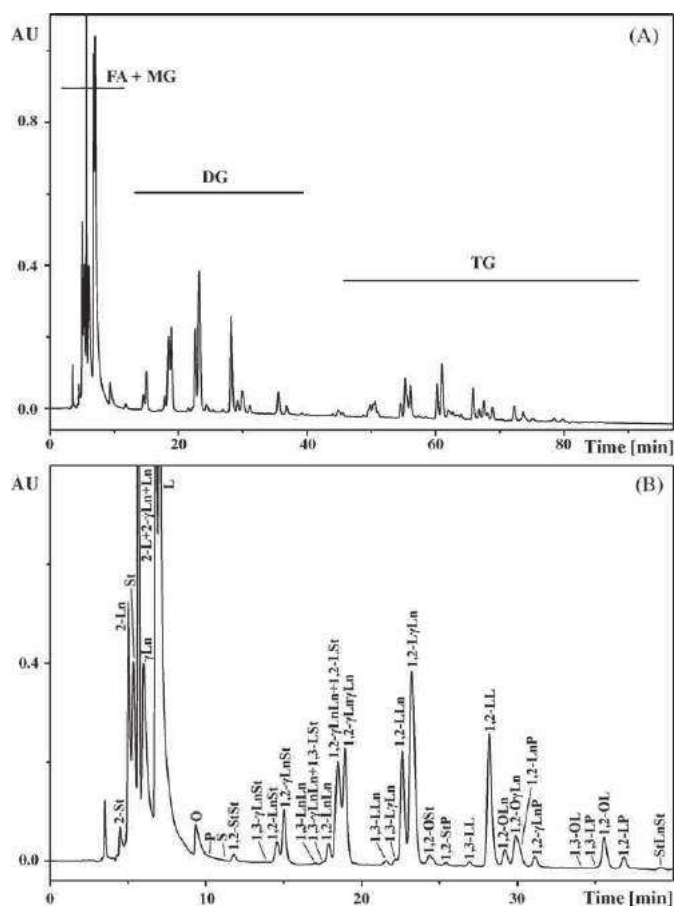 AU
(A)
FA + MG
0.8
DG
0.4
TG
0.0
0
20
40
60
80
Time [min]
AU
(B)
2-St
2-Ln
St
2-L+2-γLn+Ln
γLn
L
0.4
O
P
S
1,2-StSt
1,3-γLnSt
1,2-LnSt
1,2-γLnSt
1,3-LnLn
1,3-γLnLn+1,3-LSt
1,2-LnLn
1,2-γLnLn+1,2-LSt
1,2-γLnγLn
1,3-LLn
1,3-LγLn
1,2-LLn
1,2-LγLn
1,2-OSt
1,2-StP
1,3-LL
1,2-LL
1,2-OLn
1,2-OγLn
1,2-LnP
1,2-γLnP
1,3-OL
1,3-LP
1,2-OL
1,2-LP
StLnSt
0.0
0
10
20
30
Time [min]